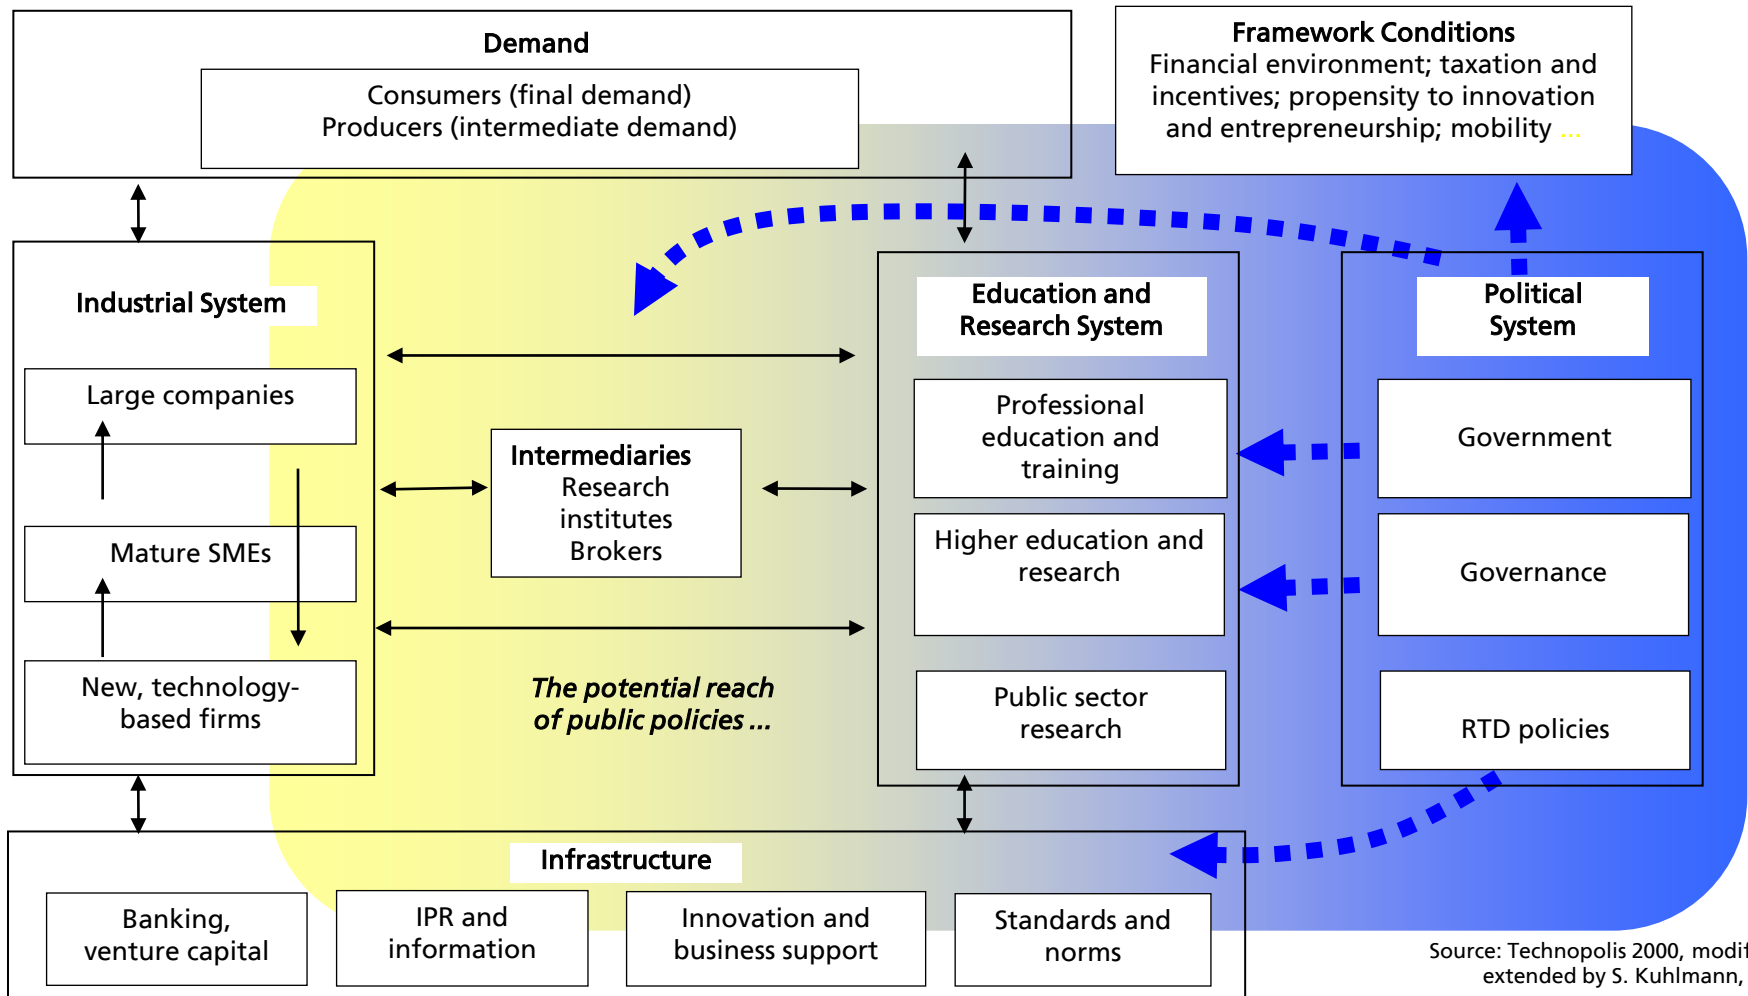 Demand
Consumers (final demand)
Producers (intermediate demand)
Framework Conditions
Financial environment; taxation and
incentives; propensity to innovation
and entrepreneurship; mobility ...
Industrial System
Large companies
Mature SMEs
New, technology-
based firms
Intermediaries
Research
institutes
Brokers
The potential reach
of public policies ...
Education and
Research System
Professional
education and
training
Higher education and
research
Public sector
research
Political
System
Government
Governance
RTD policies
Infrastructure
Banking,
venture capital
IPR and
information
Innovation and
business support
Standards and
norms
Source: Technopolis 2000, modif
extended by S. Kuhlmann,